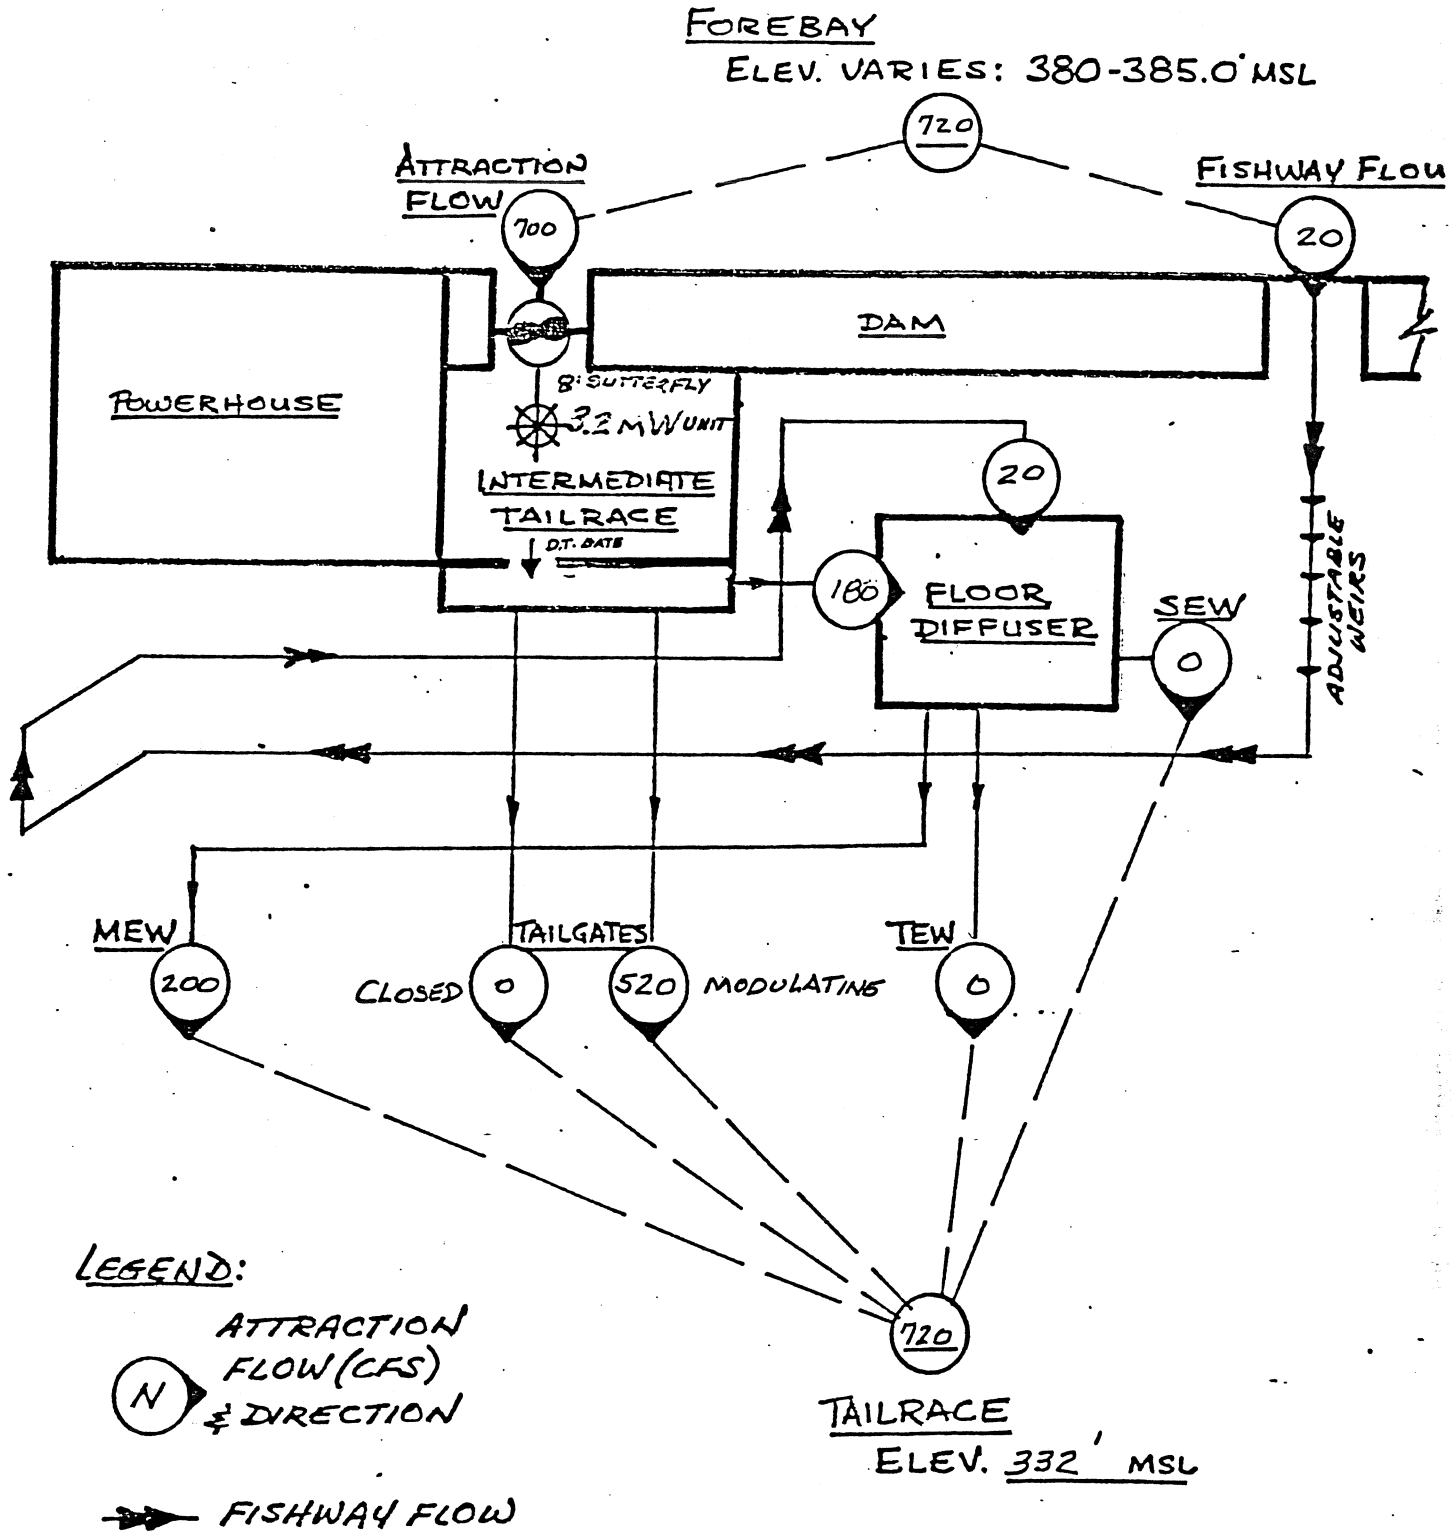 FOREBAY
ELEV. VARIES: 380-385.0' MSL
720
ATTRACTION
FLOW
700
FISHWAY FLOW
20
DAM
POWERHOUSE
8' BUTTERFLY
3.2 MW UNIT
INTERMEDIATE
TAILRACE
D.T. GATE
20
180
FLOOR
DIFFUSER
SEW
0
ADJUSTABLE
WEIRS
MEW
200
TAILGATES
CLOSED
0
520
MODULATING
TEW
0
720
TAILRACE
ELEV. 332' MSL
LEGEND:
N
ATTRACTION
FLOW (CFS)
& DIRECTION
FISHWAY FLOW